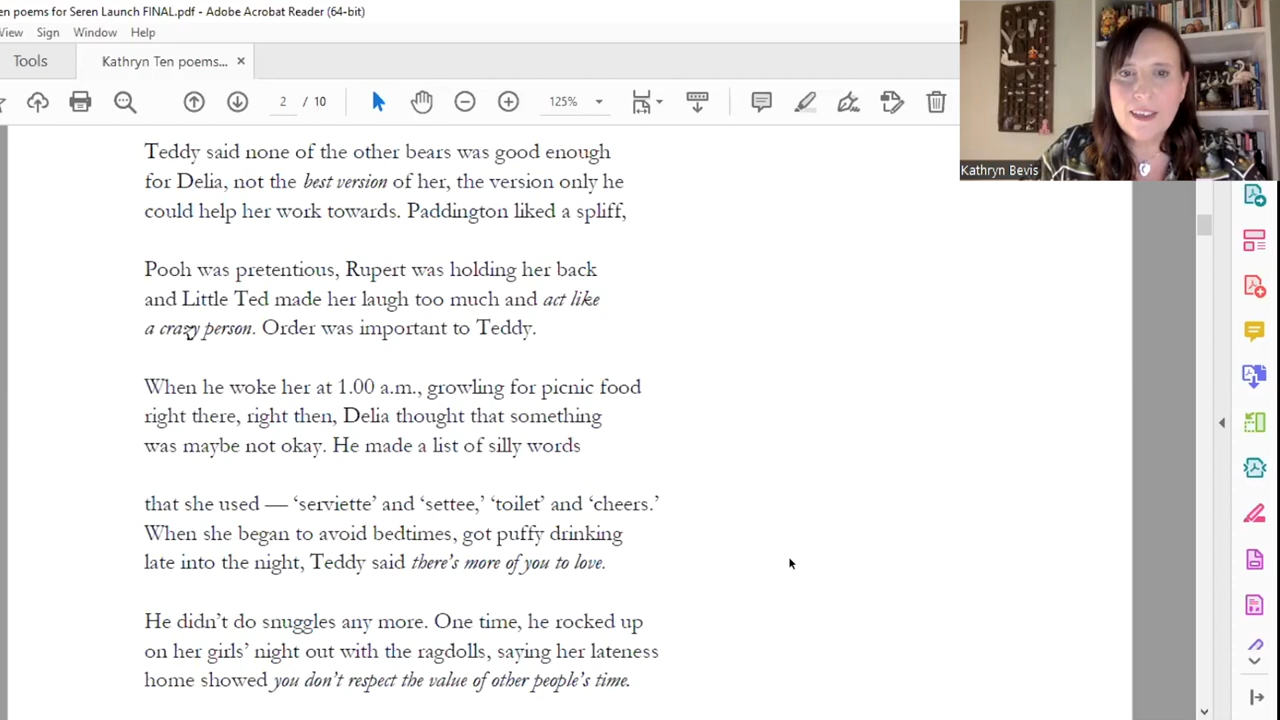 en poems for Seren Launch FINAL.pdf - Adobe Acrobat Reader (64-bit)
View Sign Window Help
Tools Kathryn Ten poems... ×
2 / 10 125%
Kathryn Bevis
Teddy said none of the other bears was good enough
for Delia, not the best version of her, the version only he
could help her work towards. Paddington liked a spliff,
Pooh was pretentious, Rupert was holding her back
and Little Ted made her laugh too much and act like
a crazy person. Order was important to Teddy.
When he woke her at 1.00 a.m., growling for picnic food
right there, right then, Delia thought that something
was maybe not okay. He made a list of silly words
that she used — ‘serviette’ and ‘settee,’ ‘toilet’ and ‘cheers.’
When she began to avoid bedtimes, got puffy drinking
late into the night, Teddy said there’s more of you to love.
He didn’t do snuggles any more. One time, he rocked up
on her girls’ night out with the ragdolls, saying her lateness
home showed you don’t respect the value of other people’s time.